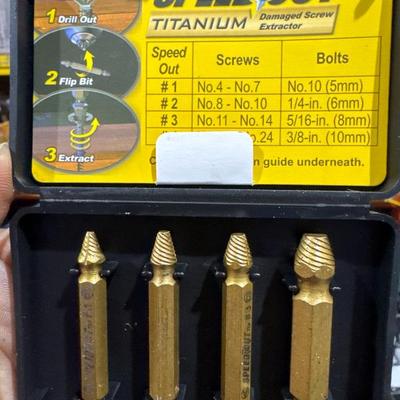 1 Drill Out
2 Flip Bit
3 Extract
TITANIUM Damaged Screw Extractor
Speed Out Screws Bolts
# 1 No.4 - No.7 No.10 (5mm)
# 2 No.8 - No.10 1/4-in. (6mm)
# 3 No.11 - No.14 5/16-in. (8mm)
.24 3/8-in. (10mm)
guide underneath.
SPEEDOUT